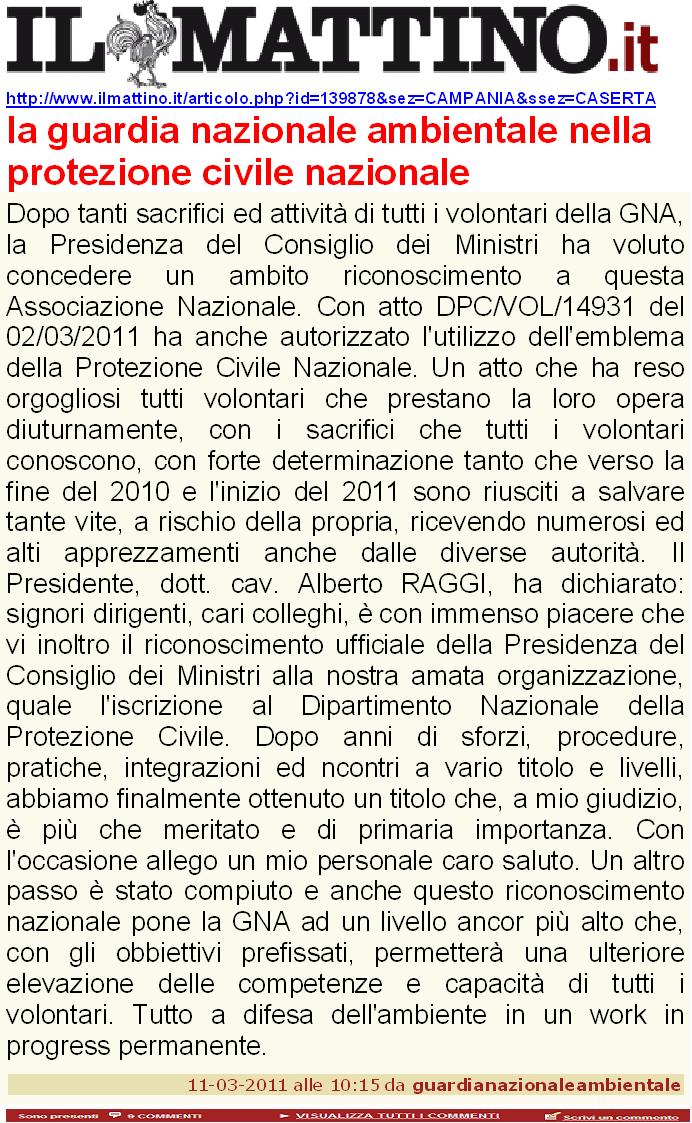 IL MATTINO.it
http://www.ilmattino.it/articolo.php?id=139878&sez=CAMPANIA&ssez=CASERTA
la guardia nazionale ambientale nella
protezione civile nazionale
Dopo tanti sacrifici ed attività di tutti i volontari della GNA,
la Presidenza del Consiglio dei Ministri ha voluto
concedere un ambito riconoscimento a questa
Associazione Nazionale. Con atto DPC/VOL/14931 del
02/03/2011 ha anche autorizzato l'utilizzo dell'emblema
della Protezione Civile Nazionale. Un atto che ha reso
orgogliosi tutti volontari che prestano la loro opera
diuturnamente, con i sacrifici che tutti i volontari
conoscono, con forte determinazione tanto che verso la
fine del 2010 e l'inizio del 2011 sono riusciti a salvare
tante vite, a rischio della propria, ricevendo numerosi ed
alti apprezzamenti anche dalle diverse autorità. Il
Presidente, dott. cav. Alberto RAGGI, ha dichiarato:
signori dirigenti, cari colleghi, è con immenso piacere che
vi inoltro il riconoscimento ufficiale della Presidenza del
Consiglio dei Ministri alla nostra amata organizzazione,
quale l'iscrizione al Dipartimento Nazionale della
Protezione Civile. Dopo anni di sforzi, procedure,
pratiche, integrazioni ed ncontri a vario titolo e livelli,
abbiamo finalmente ottenuto un titolo che, a mio giudizio,
è più che meritato e di primaria importanza. Con
l'occasione allego un mio personale caro saluto. Un altro
passo è stato compiuto e anche questo riconoscimento
nazionale pone la GNA ad un livello ancor più alto che,
con gli obbiettivi prefissati, permetterà una ulteriore
elevazione delle competenze e capacità di tutti i
volontari. Tutto a difesa dell'ambiente in un work in
progress permanente.
11-03-2011 alle 10:15 da guardianazionaleambientale
Sono presenti 9 COMMENTI ► VISUALIZZA TUTTI I COMMENTI Scrivi un commento